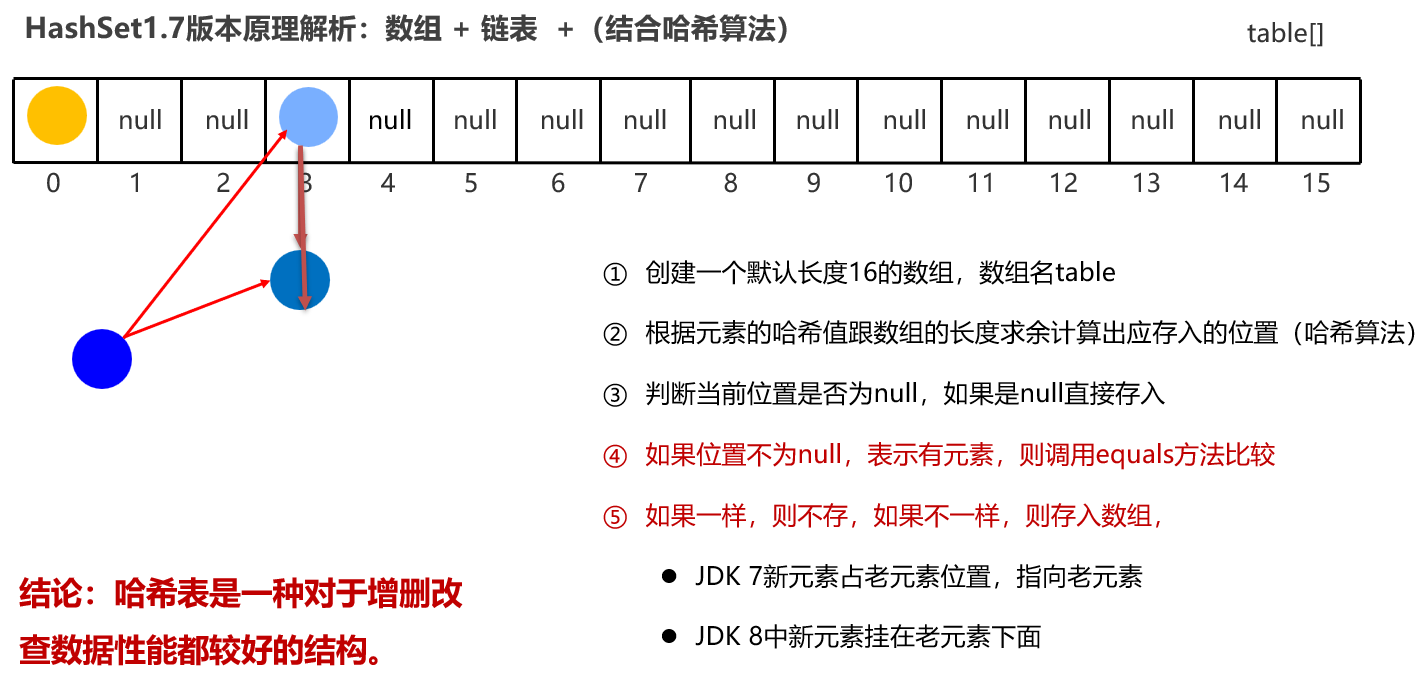 HashSet1.7版本原理解析：数组 + 链表 +（结合哈希算法）
table[]
null null null null null null null null null null null null null null
0 1 2 3 4 5 6 7 8 9 10 11 12 13 14 15
① 创建一个默认长度16的数组，数组名table
② 根据元素的哈希值跟数组的长度求余计算出应存入的位置（哈希算法）
③ 判断当前位置是否为null，如果是null直接存入
④ 如果位置不为null，表示有元素，则调用equals方法比较
⑤ 如果一样，则不存，如果不一样，则存入数组，
● JDK 7新元素占老元素位置，指向老元素
● JDK 8中新元素挂在老元素下面
结论：哈希表是一种对于增删改
查数据性能都较好的结构。